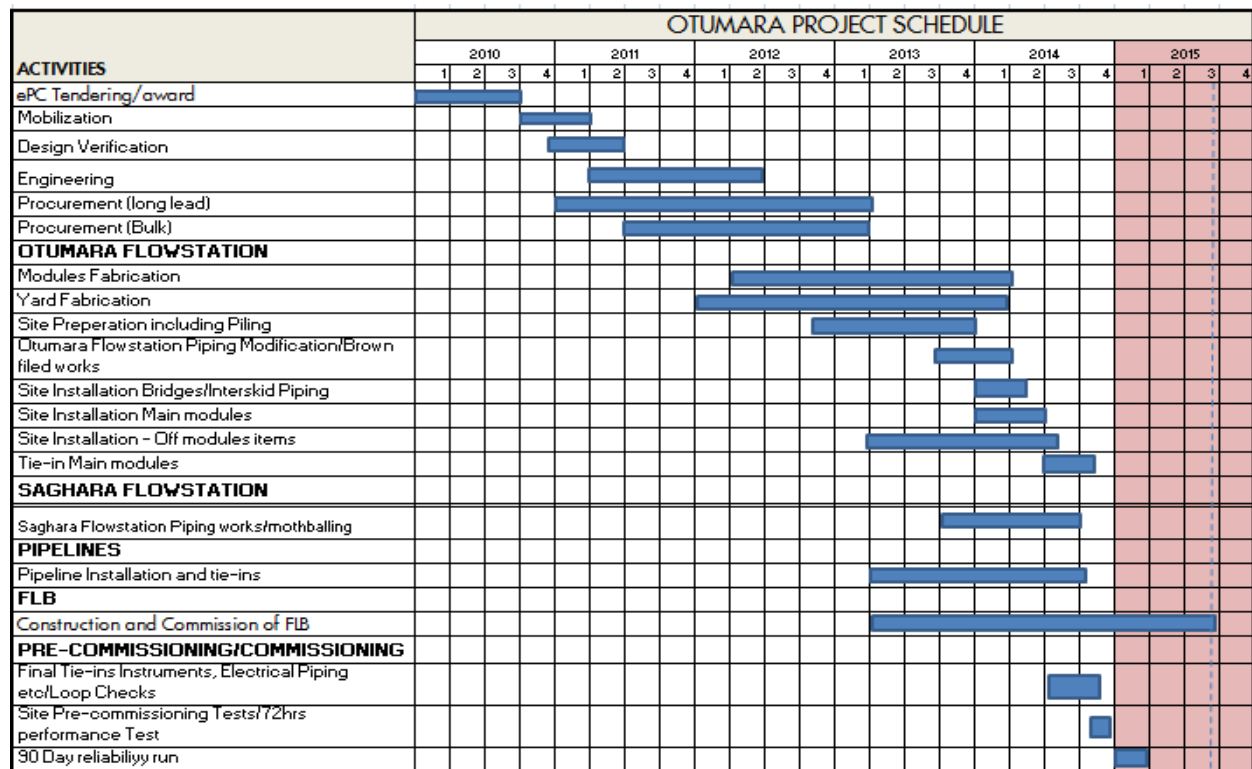 OTUMARA PROJECT SCHEDULE
ACTIVITIES
2010 2011 2012 2013 2014 2015
1 2 3 4 1 2 3 4 1 2 3 4 1 2 3 4 1 2 3 4 1 2 3 4
ePC Tendering/award
Mobilization
Design Verification
Engineering
Procurement (long lead)
Procurement (Bulk)
OTUMARA FLOWSTATION
Modules Fabrication
Yard Fabrication
Site Preperation including Piling
Otumara Flowstation Piping Modification/Brown
filed works
Site Installation Bridges/Interskid Piping
Site Installation Main modules
Site Installation - Off modules items
Tie-in Main modules
SAGHARA FLOWSTATION
Saghara Flowstation Piping works/mothballing
PIPELINES
Pipeline Installation and tie-ins
FLB
Construction and Commission of FLB
PRE-COMMISSIONING/COMMISSIONING
Final Tie-ins Instruments, Electrical Piping
etc/Loop Checks
Site Pre-commissioning Tests/72hrs
performance Test
90 Day reliabiliyy run